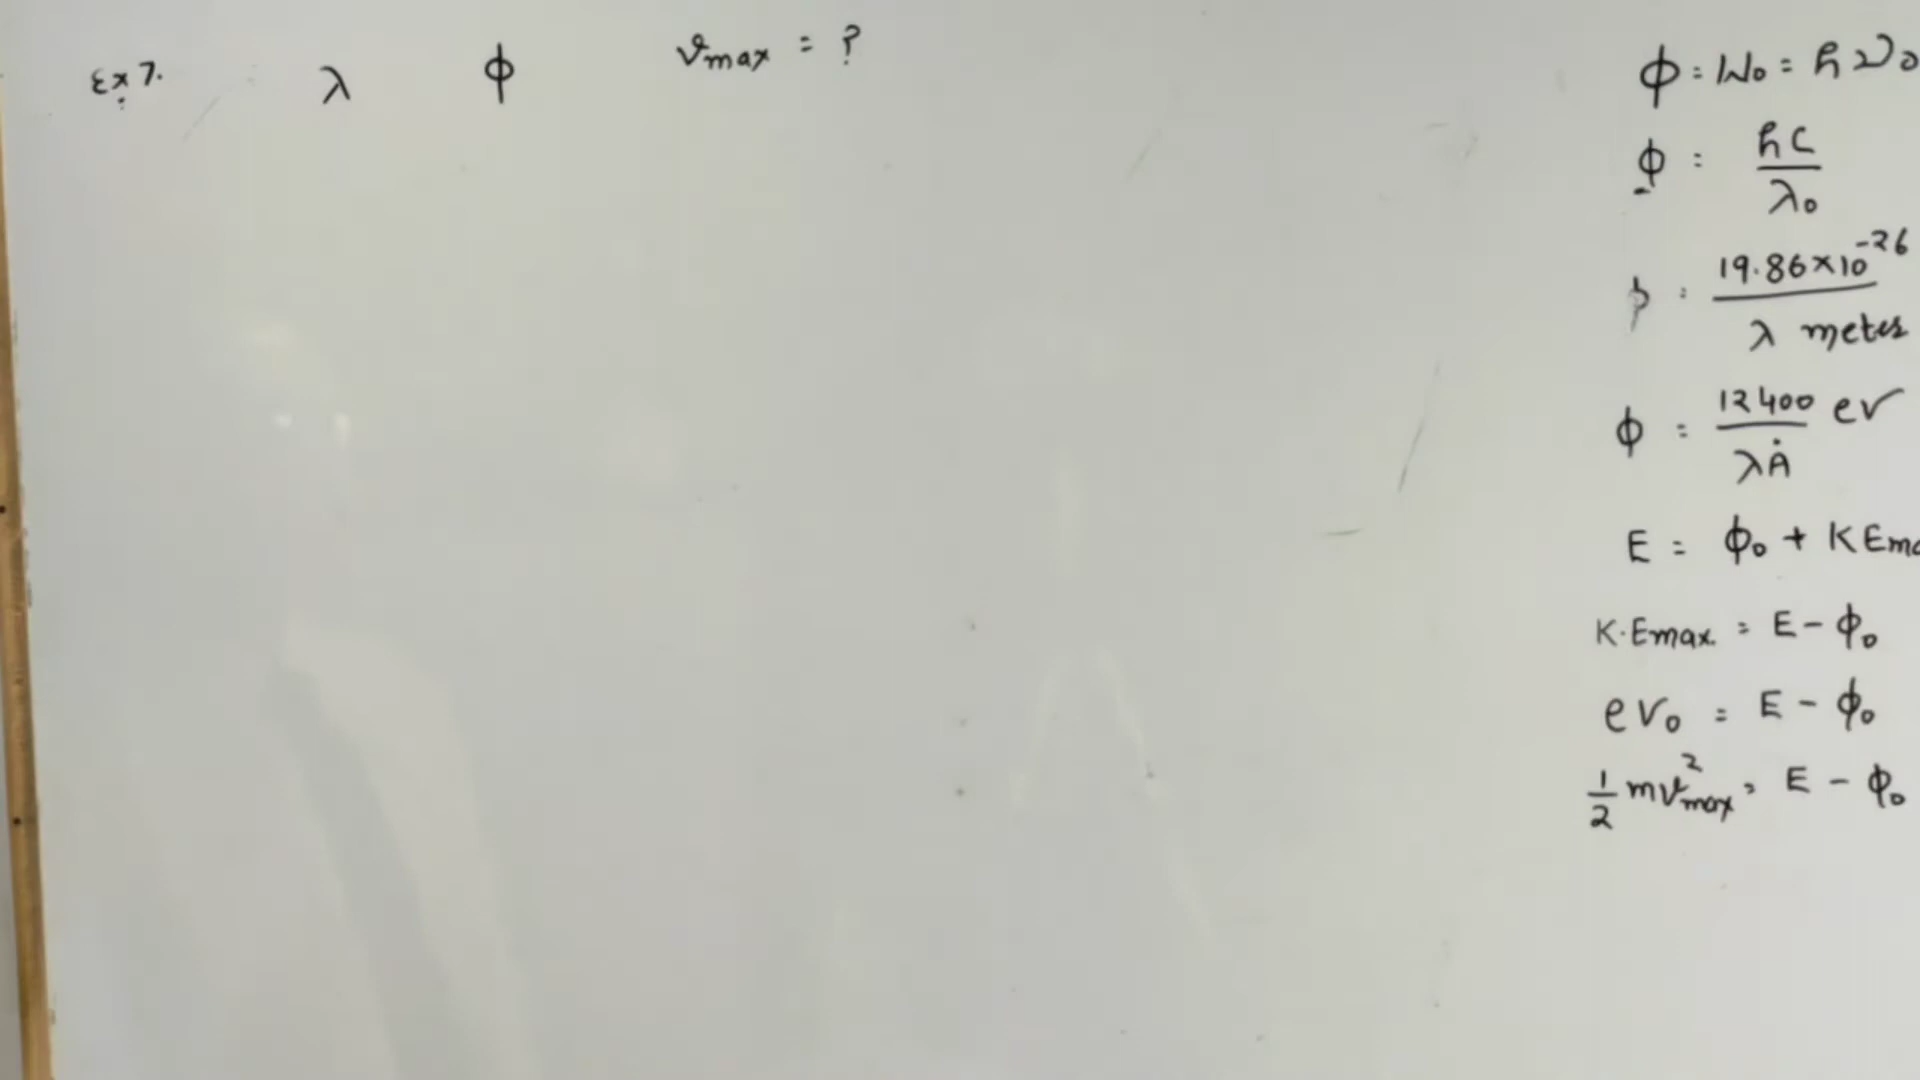 Ex 7. λ ϕ vmax = ?
ϕ = W₀ = hν₀
ϕ = hc/λ₀
ϕ = 19.86×10⁻²⁶/λ meter
ϕ = 12400/λÅ eV
E = ϕ₀ + KEma
K.Emax. = E - ϕ₀
eV₀ = E - ϕ₀
1/2 mv²max = E - ϕ₀